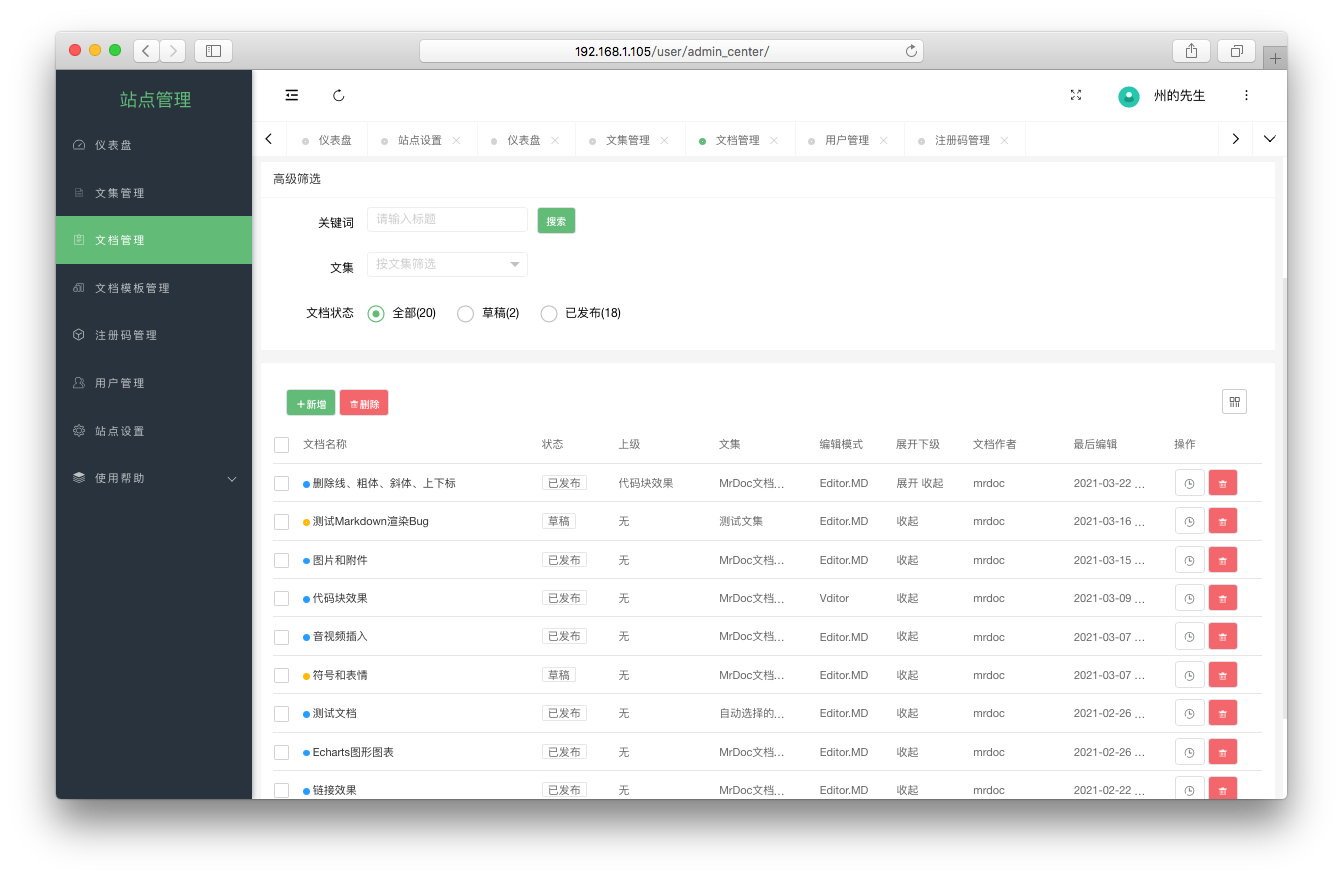 192.168.1.105/user/admin_center/
站点管理
仪表盘
文集管理
文档管理
文档模板管理
注册码管理
用户管理
站点设置
使用帮助
州的先生
仪表盘 站点设置 仪表盘 文集管理 文档管理 用户管理 注册码管理
高级筛选
关键词 请输入标题 搜索
文集 按文集筛选
文档状态 全部(20) 草稿(2) 已发布(18)
新增 删除
文档名称 状态 上级 文集 编辑模式 展开下级 文档作者 最后编辑 操作
删除线、粗体、斜体、上下标 已发布 代码块效果 MrDoc文档... Editor.MD 展开 收起 mrdoc 2021-03-22 ...
测试Markdown渲染Bug 草稿 无 测试文集 Editor.MD 收起 mrdoc 2021-03-16 ...
图片和附件 已发布 无 MrDoc文档... Editor.MD 收起 mrdoc 2021-03-15 ...
代码块效果 已发布 无 MrDoc文档... Vditor 收起 mrdoc 2021-03-09 ...
音视频插入 已发布 无 MrDoc文档... Editor.MD 收起 mrdoc 2021-03-07 ...
符号和表情 草稿 无 MrDoc文档... Editor.MD 收起 mrdoc 2021-03-07 ...
测试文档 已发布 无 自动选择的... Editor.MD 收起 mrdoc 2021-02-26 ...
Echarts图形图表 已发布 无 MrDoc文档... Editor.MD 收起 mrdoc 2021-02-26 ...
链接效果 已发布 无 MrDoc文档... Editor.MD 收起 mrdoc 2021-02-22 ...